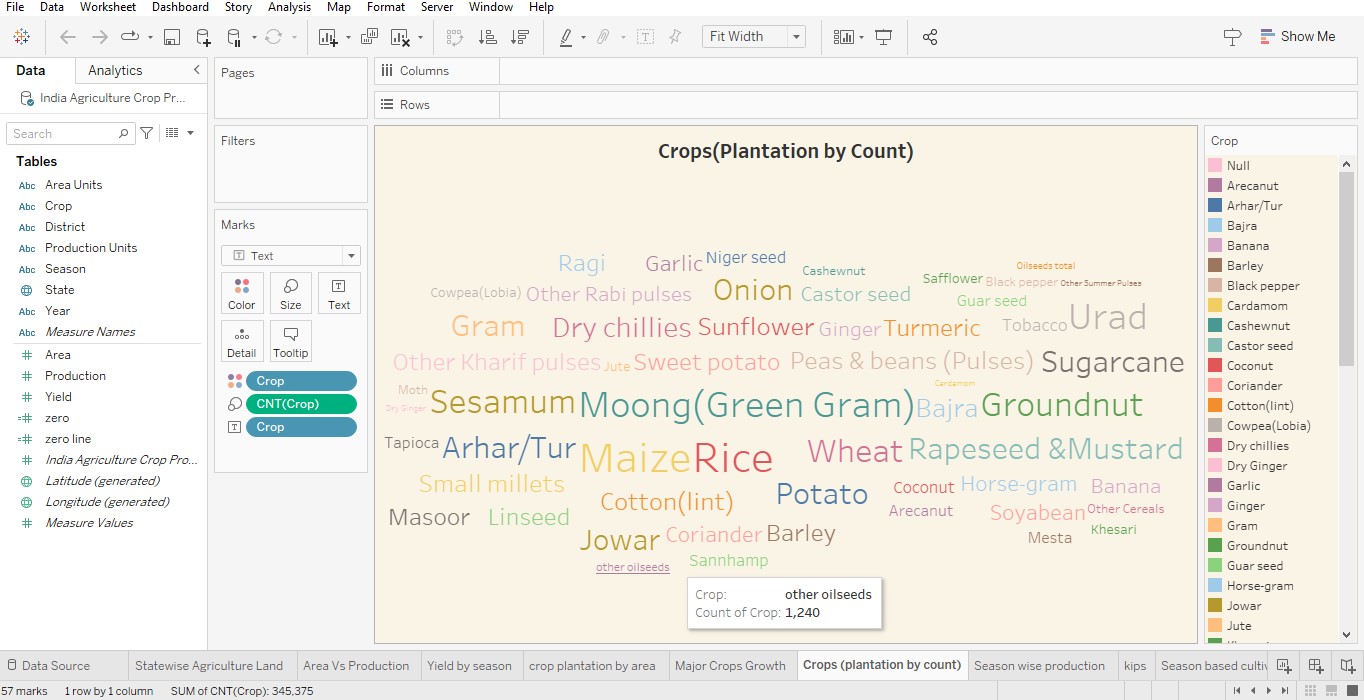 File Data Worksheet Dashboard Story Analysis Map Format Server Window Help
Fit Width
Show Me
Data Analytics
India Agriculture Crop Pr...
Search
Tables
Abc Area Units
Abc Crop
Abc District
Abc Production Units
Abc Season
State
Abc Year
Measure Names
Area
Production
Yield
zero
zero line
India Agriculture Crop Pro...
Latitude (generated)
Longitude (generated)
Measure Values
Pages
Filters
Marks
Text
Color Size Text
Detail Tooltip
Crop
CNT(Crop)
Crop
Columns
Rows
Crops(Plantation by Count)
Ragi Garlic Niger seed Cashewnut Oilseeds total
Cowpea(Lobia) Other Rabi pulses Onion Castor seed Safflower Black pepper Other Summer Pulses
Guar seed
Gram Dry chillies Sunflower Ginger Turmeric Tobacco Urad
Other Kharif pulses Jute Sweet potato Peas & beans (Pulses) Sugarcane
Moth Cardamom
Dry Ginger Sesamum Moong(Green Gram) Bajra Groundnut
Tapioca Arhar/Tur Maize Rice Wheat Rapeseed &Mustard
Small millets Cotton(lint) Potato Coconut Horse-gram Banana
Masoor Linseed Arecanut Soyabean Other Cereals
Jowar Coriander Barley Mesta Khesari
other oilseeds Sannhamp
Crop: other oilseeds
Count of Crop: 1,240
Crop
Null
Arecanut
Arhar/Tur
Bajra
Banana
Barley
Black pepper
Cardamom
Cashewnut
Castor seed
Coconut
Coriander
Cotton(lint)
Cowpea(Lobia)
Dry chillies
Dry Ginger
Garlic
Ginger
Gram
Groundnut
Guar seed
Horse-gram
Jowar
Jute
Data Source Statewise Agriculture Land Area Vs Production Yield by season crop plantation by area Major Crops Growth Crops (plantation by count) Season wise production kips Season based cultiv
57 marks 1 row by 1 column SUM of CNT(Crop): 345,375